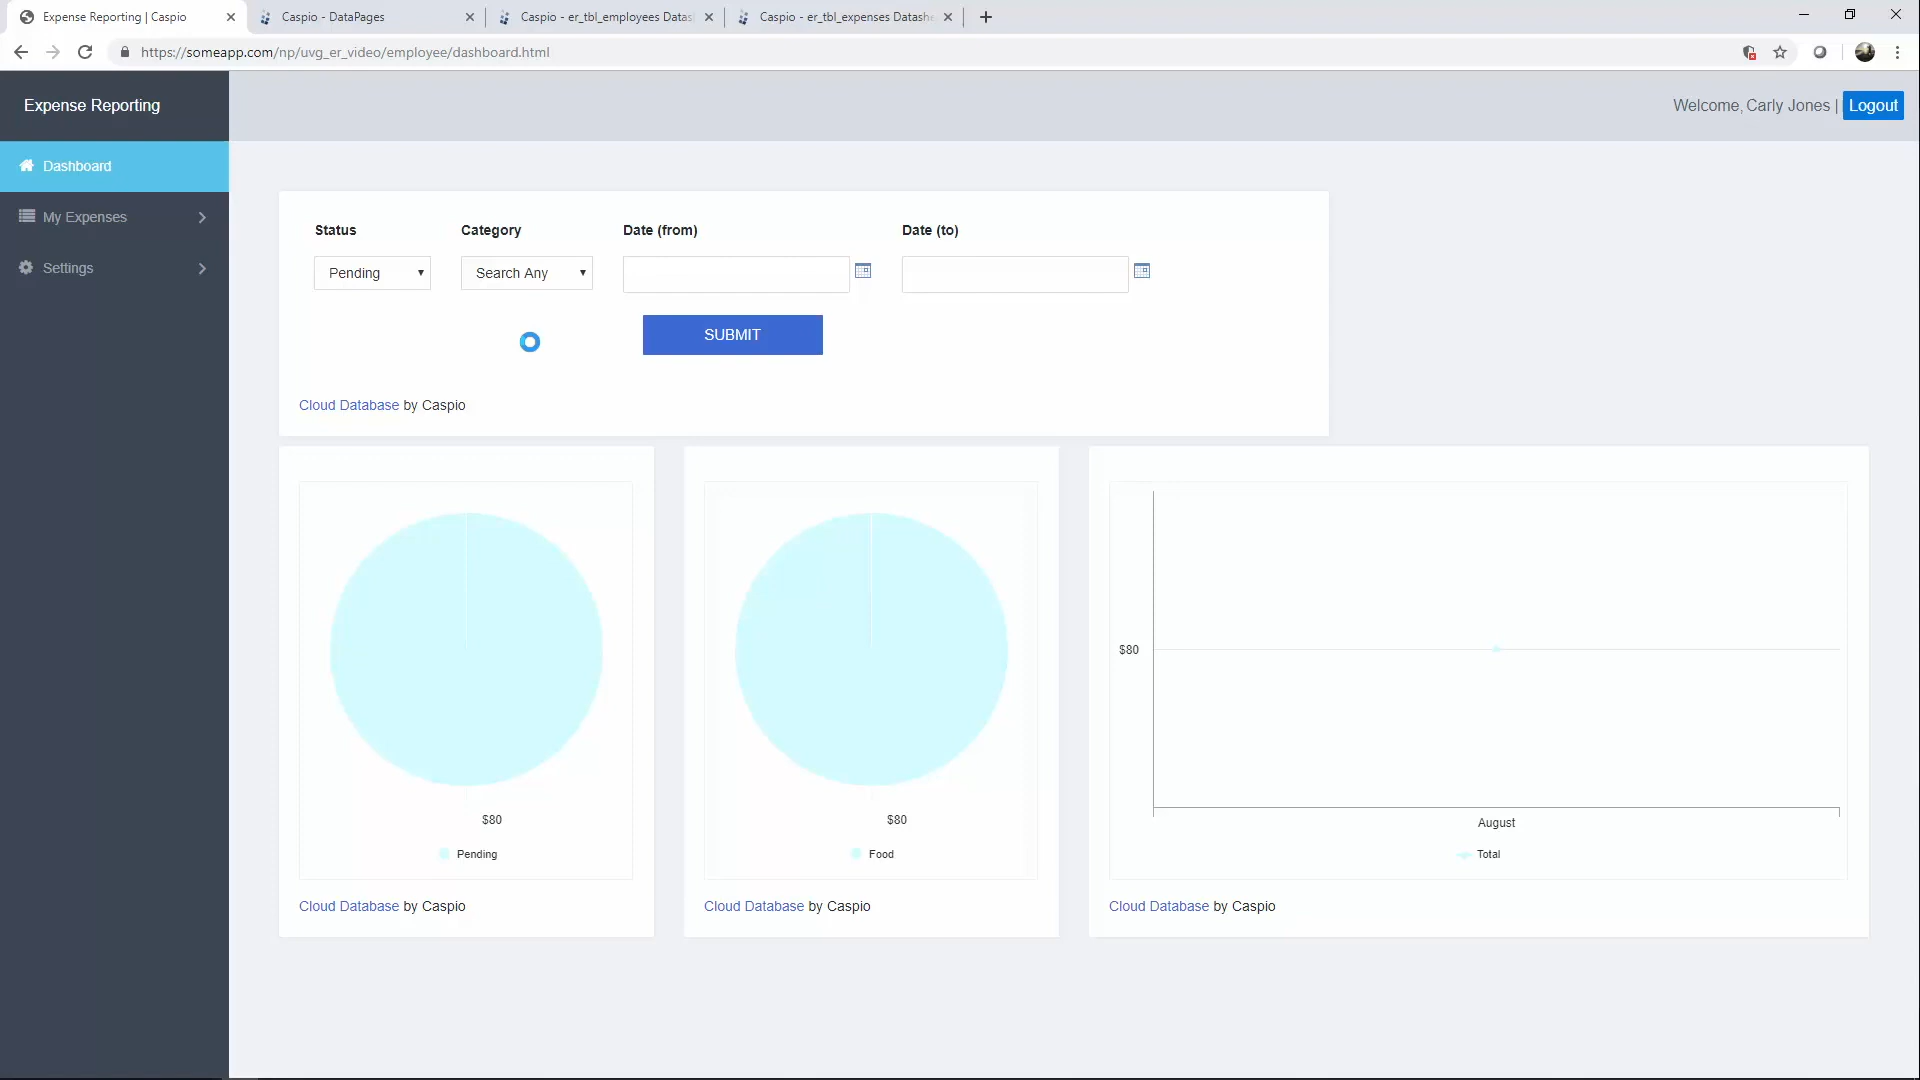 Expense Reporting | Caspio
Caspio - DataPages
Caspio - er_tbl_employees Datas
Caspio - er_tbl_expenses Datashe
https://someapp.com/np/uvg_er_video/employee/dashboard.html
Expense Reporting
Welcome, Carly Jones | Logout
Dashboard
My Expenses
Settings
Status Category Date (from) Date (to)
Pending Search Any
SUBMIT
Cloud Database by Caspio
$80
Pending
Cloud Database by Caspio
$80
Food
Cloud Database by Caspio
$80
August
Total
Cloud Database by Caspio